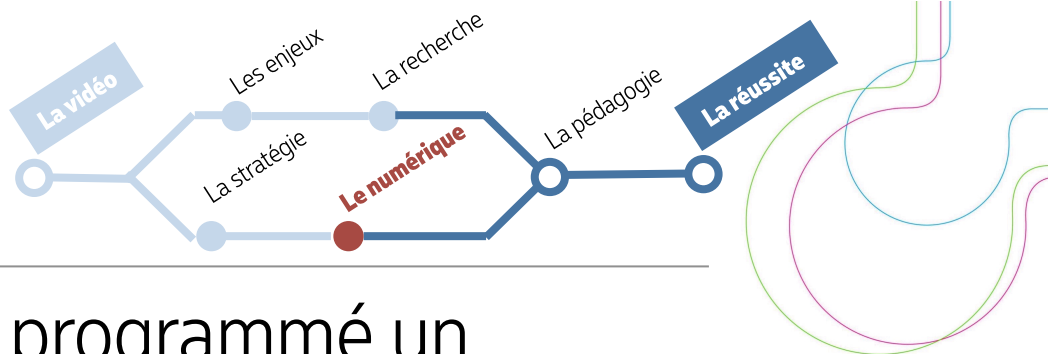 La vidéo
Les enjeux
La recherche
La stratégie
Le numérique
La pédagogie
La réussite
programmé un